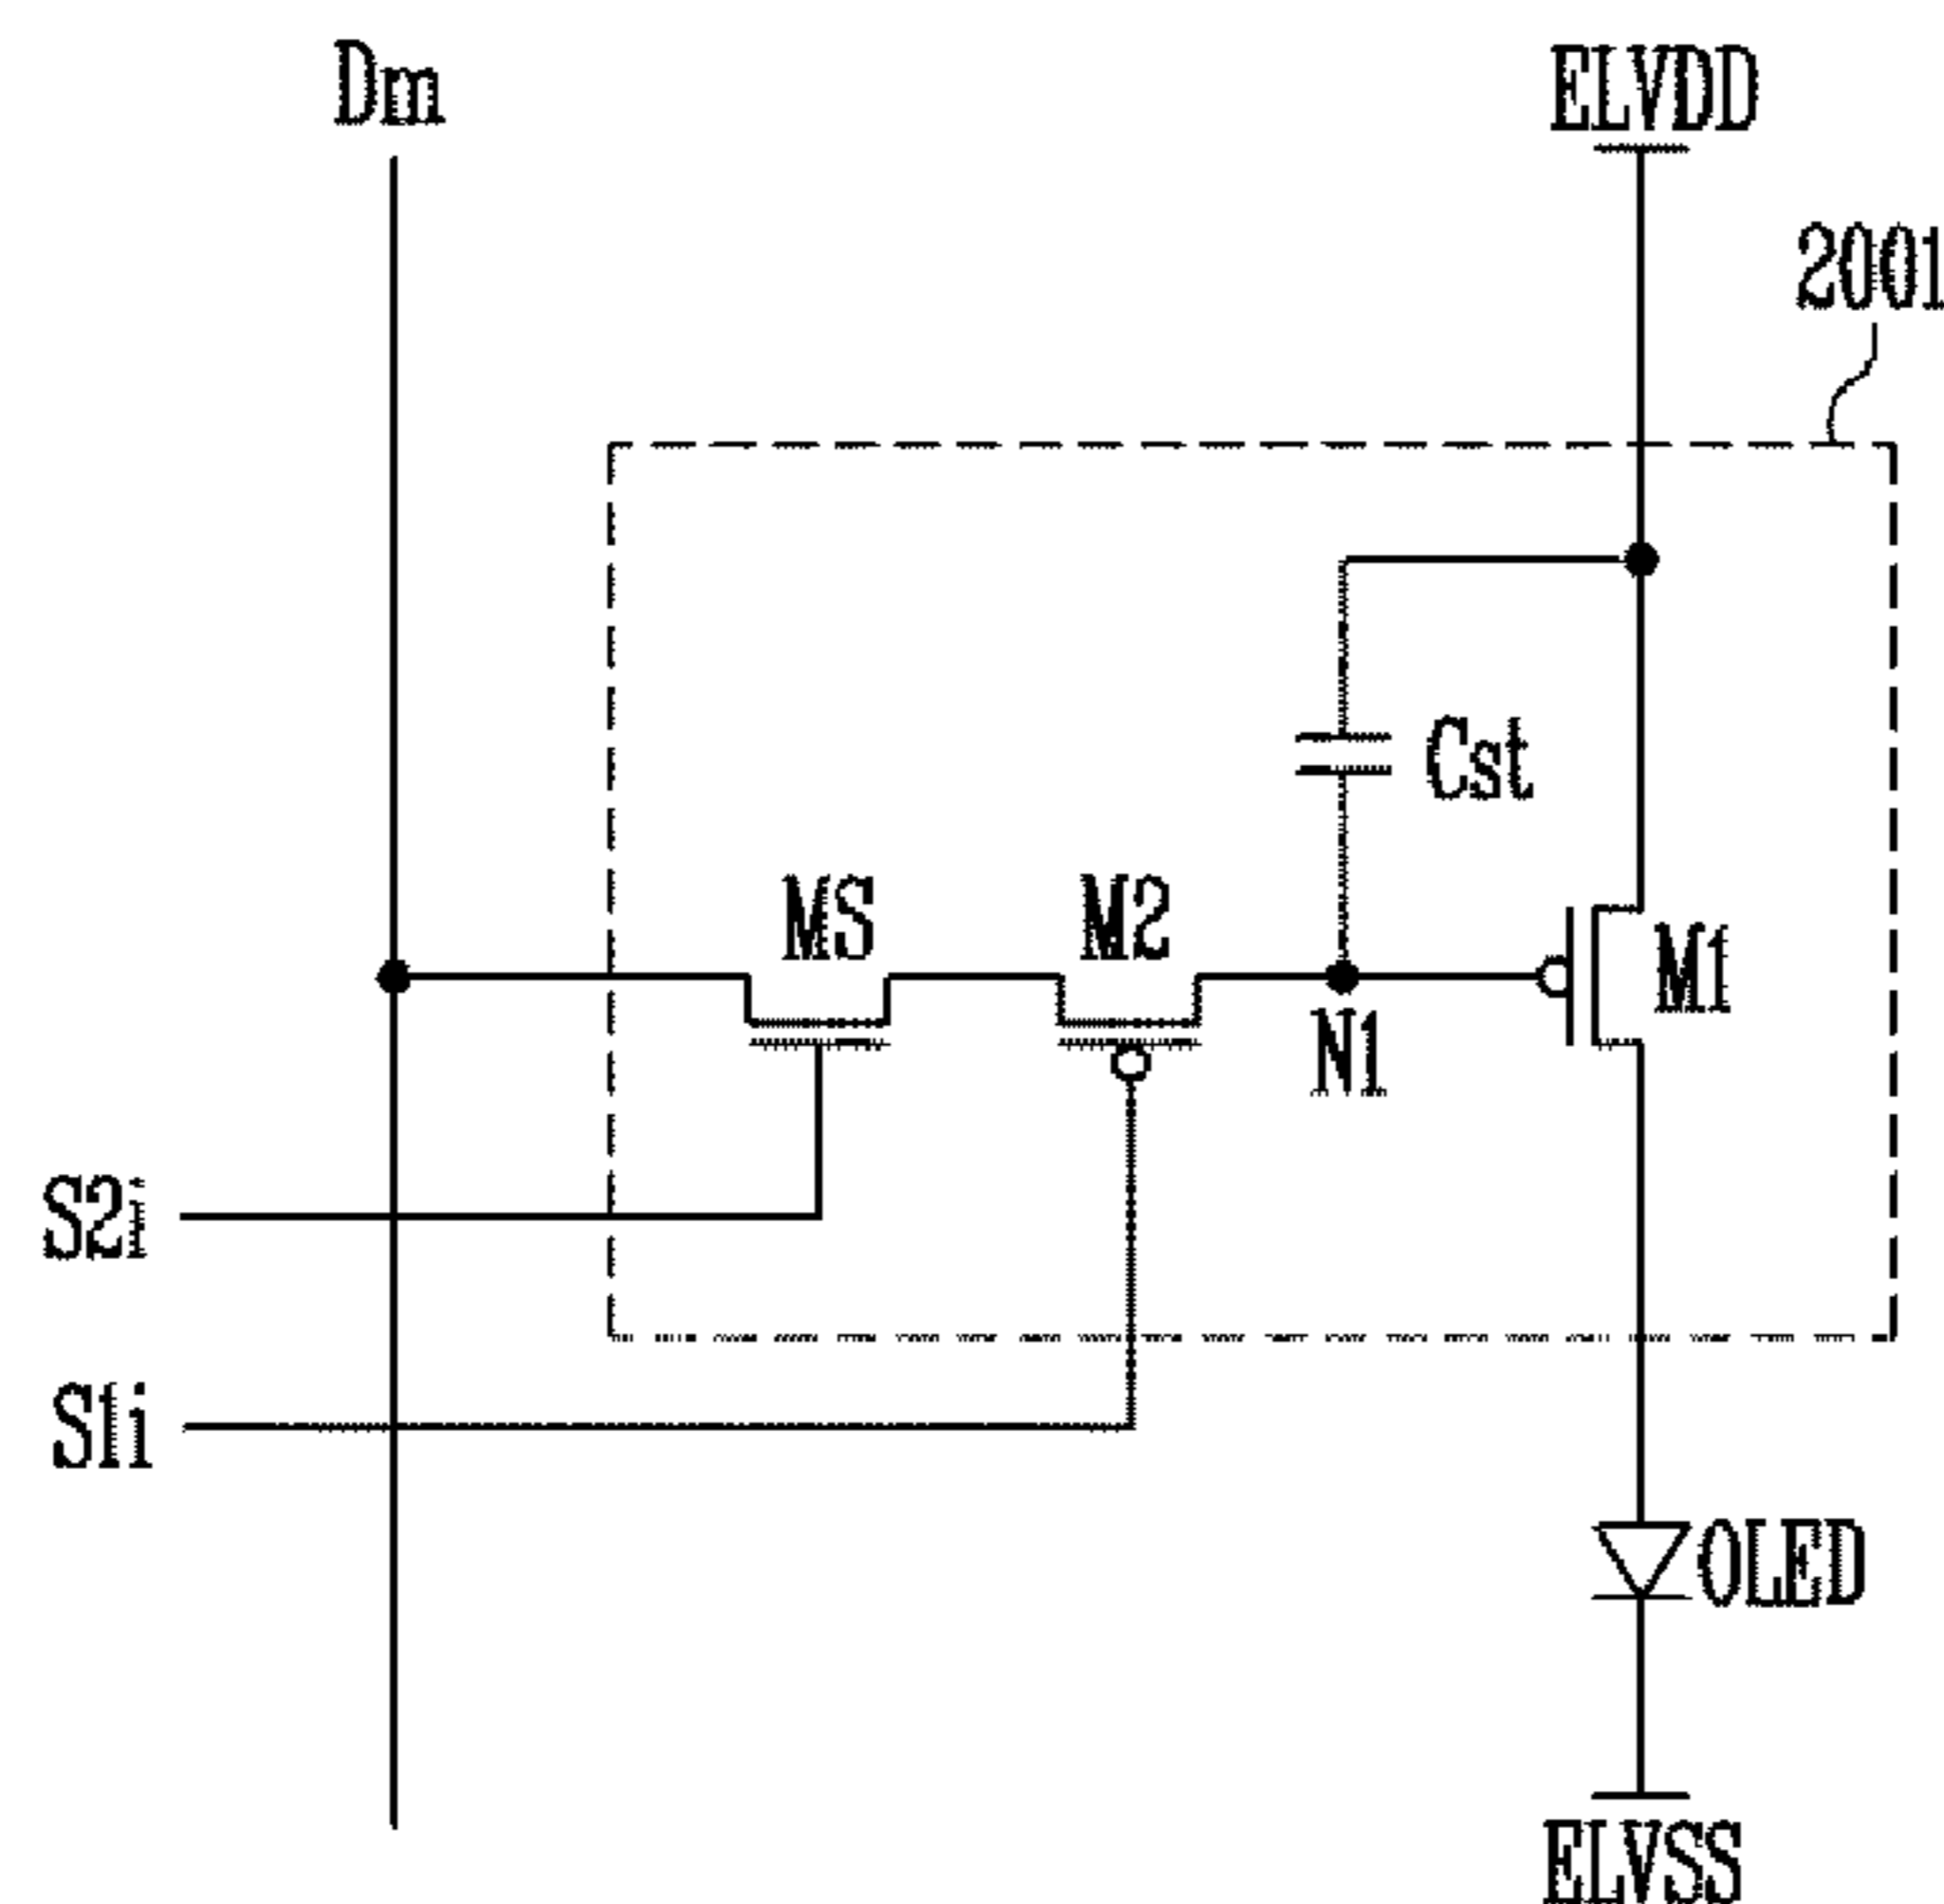 Dm
ELVDD
2001
Cst
MS
M2
M1
N1
S2i
S1i
OLED
ELVSS